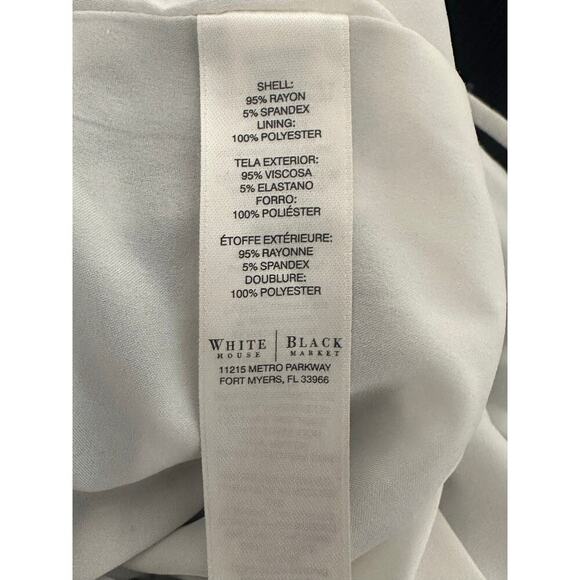 SHELL:
95% RAYON
5% SPANDEX
LINING:
100% POLYESTER
TELA EXTERIOR:
95% VISCOSA
5% ELASTANO
FORRO:
100% POLIÉSTER
ÉTOFFE EXTÉRIEURE:
95% RAYONNE
5% SPANDEX
DOUBLURE:
100% POLYESTER
WHITE | BLACK
HOUSE | MARKET
11215 METRO PARKWAY
FORT MYERS, FL 33966